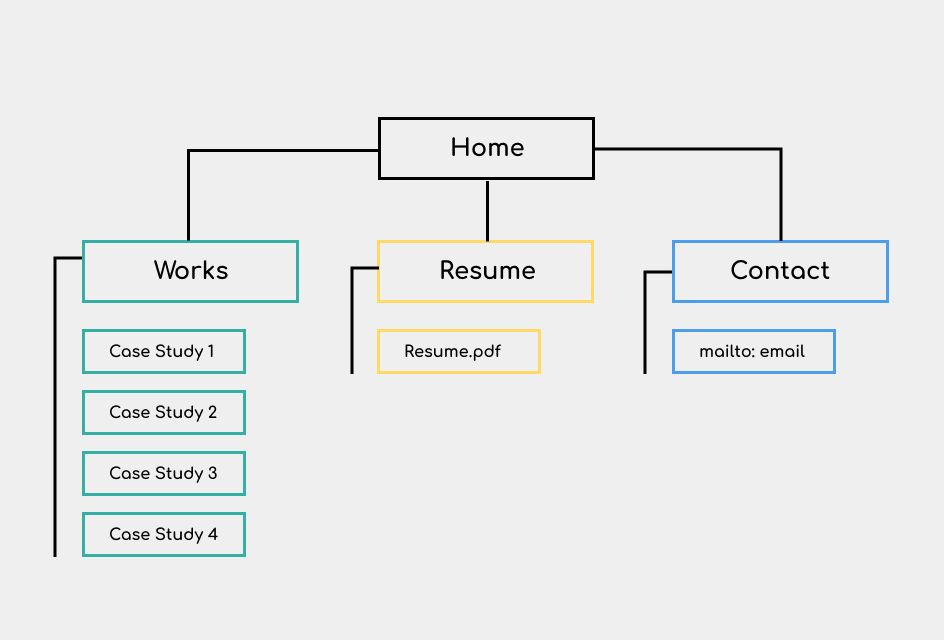 Home
Works
Resume
Contact
Case Study 1
Resume.pdf
mailto: email
Case Study 2
Case Study 3
Case Study 4